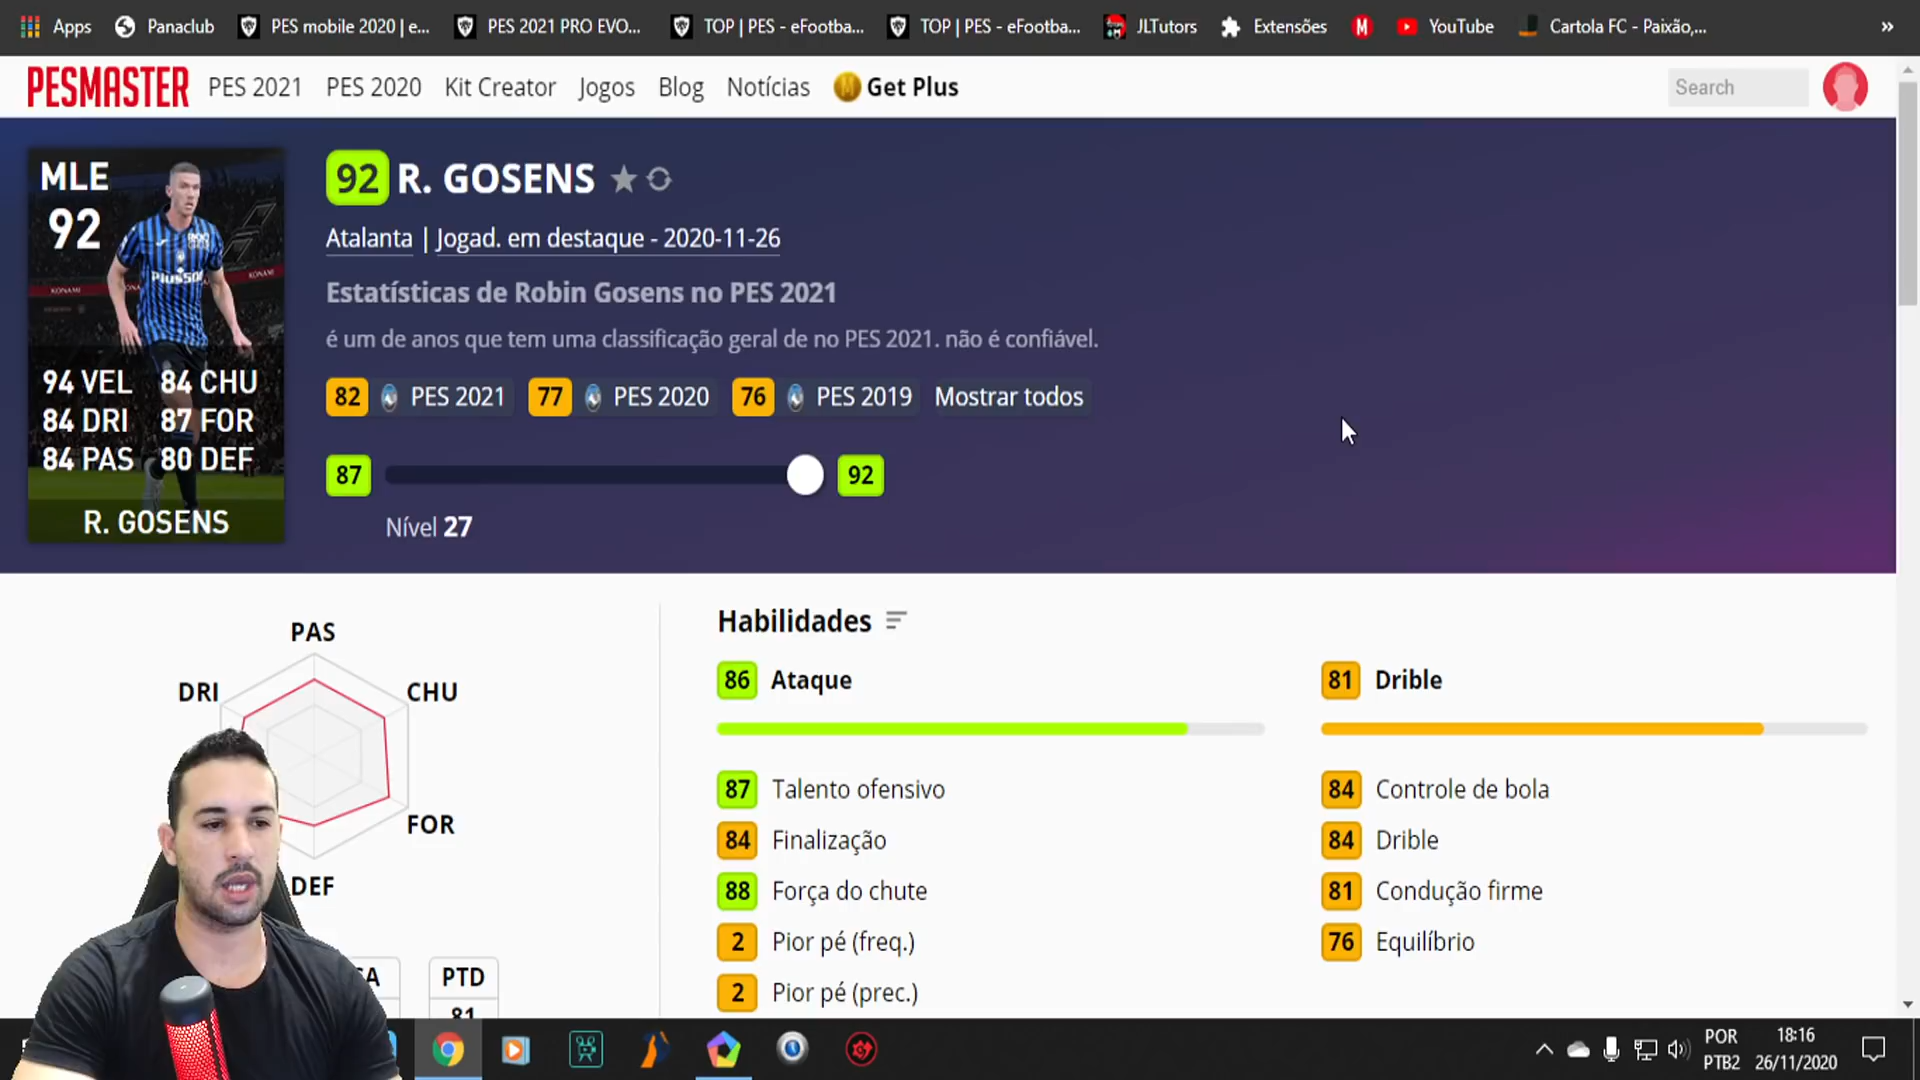 Apps Panaclub PES mobile 2020 | e... PES 2021 PRO EVO... TOP | PES - eFootba... TOP | PES - eFootba... JLTutors Extensões M YouTube Cartola FC - Paixão,... »
PESMASTER PES 2021 PES 2020 Kit Creator Jogos Blog Notícias Get Plus Search
MLE
92
94 VEL 84 CHU
84 DRI 87 FOR
84 PAS 80 DEF
R. GOSENS
92 R. GOSENS
Atalanta | Jogad. em destaque - 2020-11-26
Estatísticas de Robin Gosens no PES 2021
é um de anos que tem uma classificação geral de no PES 2021. não é confiável.
82 PES 2021 77 PES 2020 76 PES 2019 Mostrar todos
87 92
Nível 27
PAS
DRI CHU
FOR
DEF
PTD
81
Habilidades
86 Ataque
87 Talento ofensivo
84 Finalização
88 Força do chute
2 Pior pé (freq.)
2 Pior pé (prec.)
81 Drible
84 Controle de bola
84 Drible
81 Condução firme
76 Equilíbrio
POR 18:16
PTB2 26/11/2020